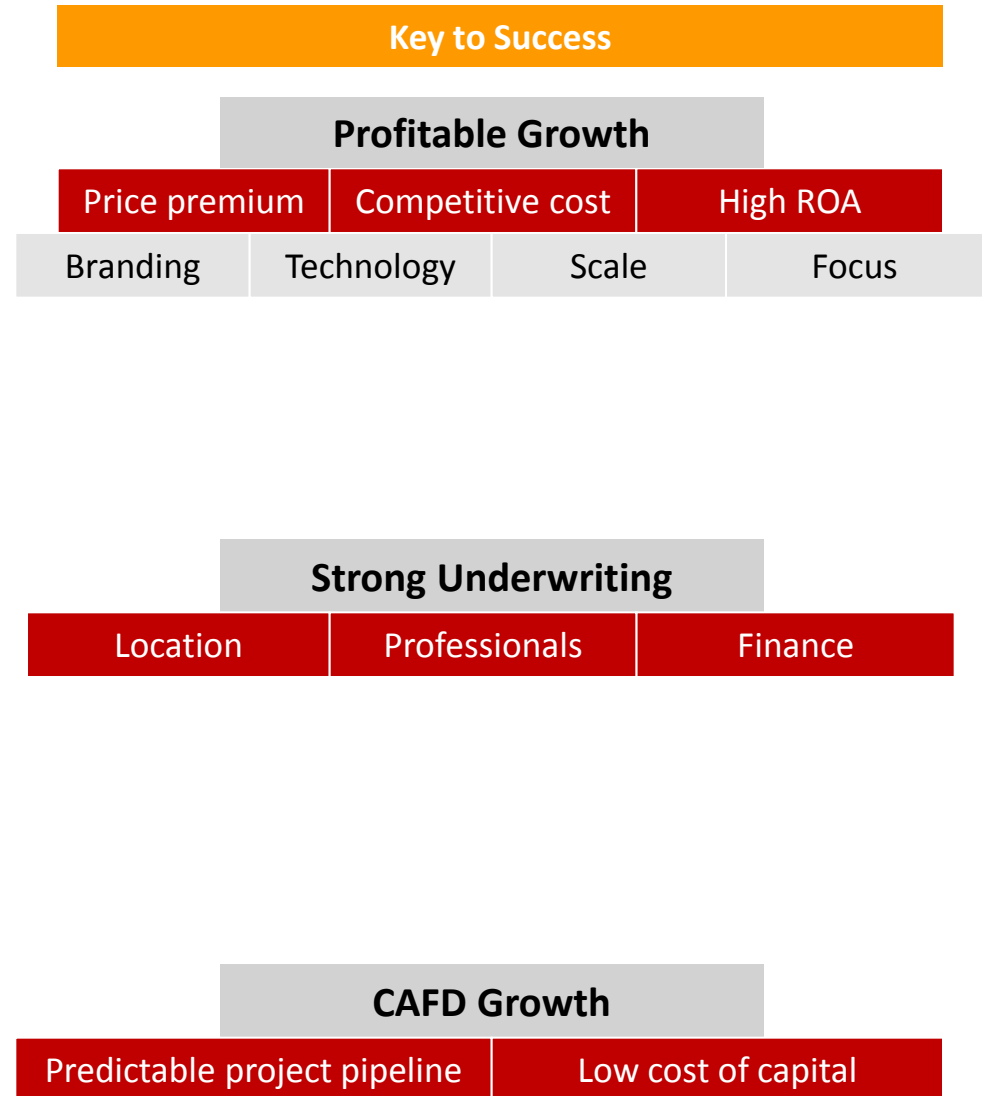 Key to Success
Profitable Growth
Price premium Competitive cost High ROA
Branding Technology Scale Focus
Strong Underwriting
Location Professionals Finance
CAFD Growth
Predictable project pipeline Low cost of capital